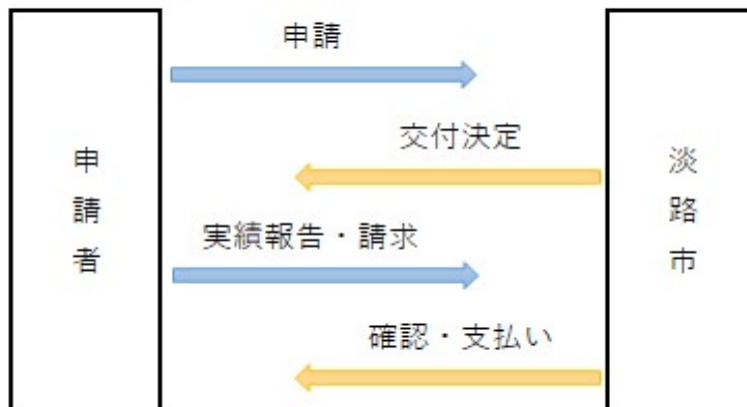 申請
交付決定
申請者
淡路市
実績報告・請求
確認・支払い